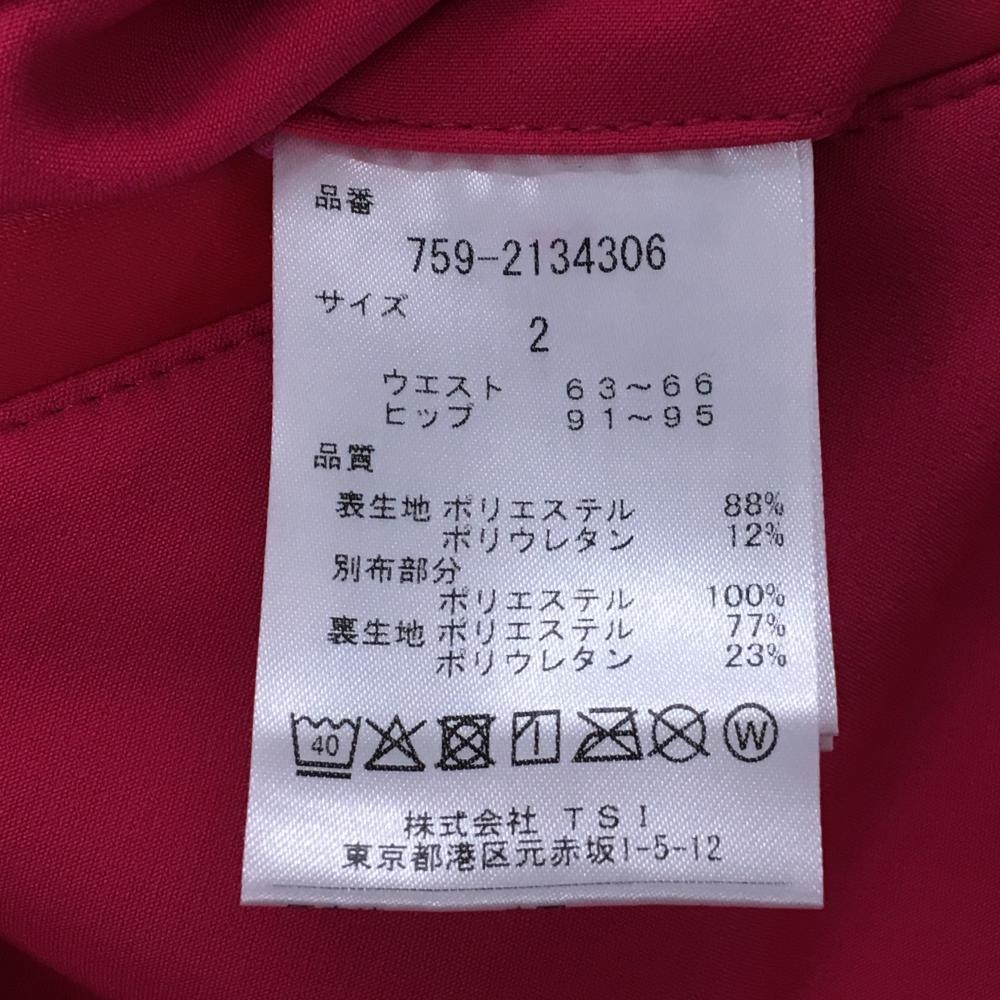 品番
759-2134306
サイズ
2
ウエスト 63~66
ヒップ 91~95
品質
表生地 ポリエステル 88%
ポリウレタン 12%
別布部分
ポリエステル 100%
裏生地 ポリエステル 77%
ポリウレタン 23%
40 W
株式会社 TSI
東京都港区元赤坂1-5-12